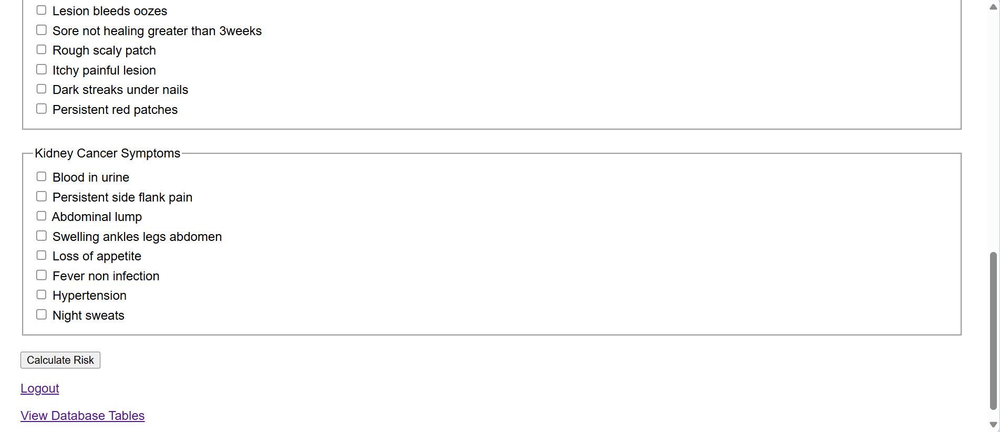 Lesion bleeds oozes
Sore not healing greater than 3weeks
Rough scaly patch
Itchy painful lesion
Dark streaks under nails
Persistent red patches
Kidney Cancer Symptoms
Blood in urine
Persistent side flank pain
Abdominal lump
Swelling ankles legs abdomen
Loss of appetite
Fever non infection
Hypertension
Night sweats
Calculate Risk
Logout
View Database Tables